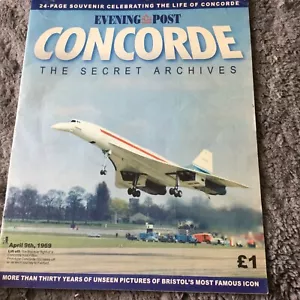 24-PAGE SOUVENIR CELEBRATING THE LIFE OF CONCORDE
EVENING POST
CONCORDE
THE SECRET ARCHIVES
April 9th, 1969
£1
MORE THAN THIRTY YEARS OF UNSEEN PICTURES OF BRISTOL'S MOST FAMOUS ICON